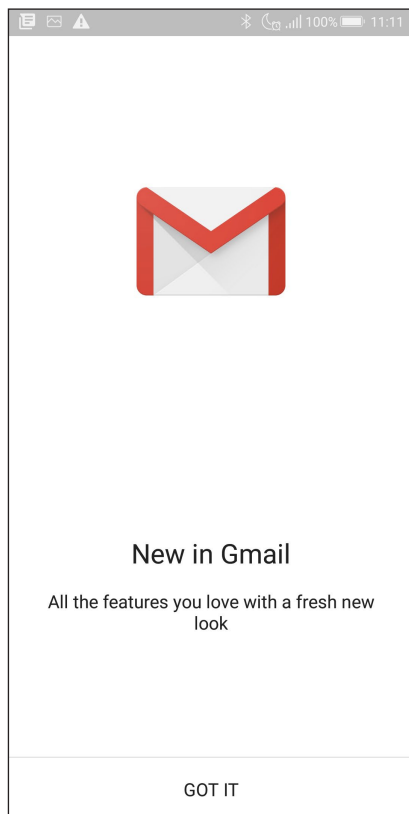 100% 11:11
New in Gmail
All the features you love with a fresh new
look
GOT IT